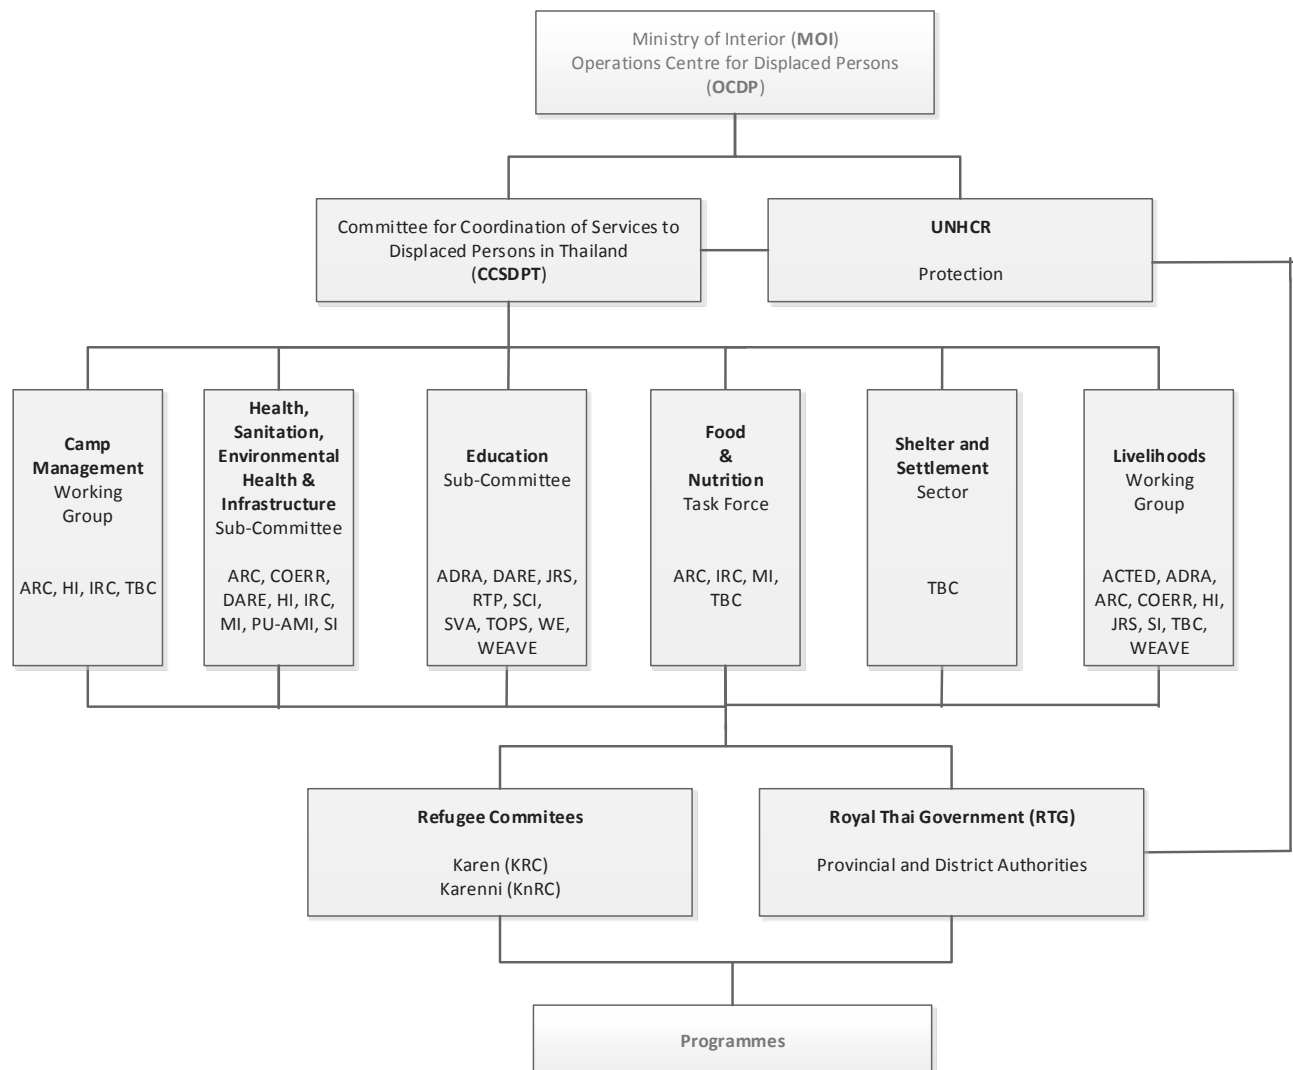 Ministry of Interior (MOI)
Operations Centre for Displaced Persons
(OCDP)
Committee for Coordination of Services to
Displaced Persons in Thailand
(CCSDPT)
UNHCR
Protection
Camp
Management
Working
Group
ARC, HI, IRC, TBC
Health,
Sanitation,
Environmental
Health &
Infrastructure
Sub-Committee
ARC, COERR,
DARE, HI, IRC,
MI, PU-AMI, SI
Education
Sub-Committee
ADRA, DARE, JRS,
RTP, SCI,
SVA, TOPS, WE,
WEAVE
Food
&
Nutrition
Task Force
ARC, IRC, MI,
TBC
Shelter and
Settlement
Sector
TBC
Livelihoods
Working
Group
ACTED, ADRA,
ARC, COERR, HI,
JRS, SI, TBC,
WEAVE
Refugee Commitees
Karen (KRC)
Karenni (KnRC)
Royal Thai Government (RTG)
Provincial and District Authorities
Programmes